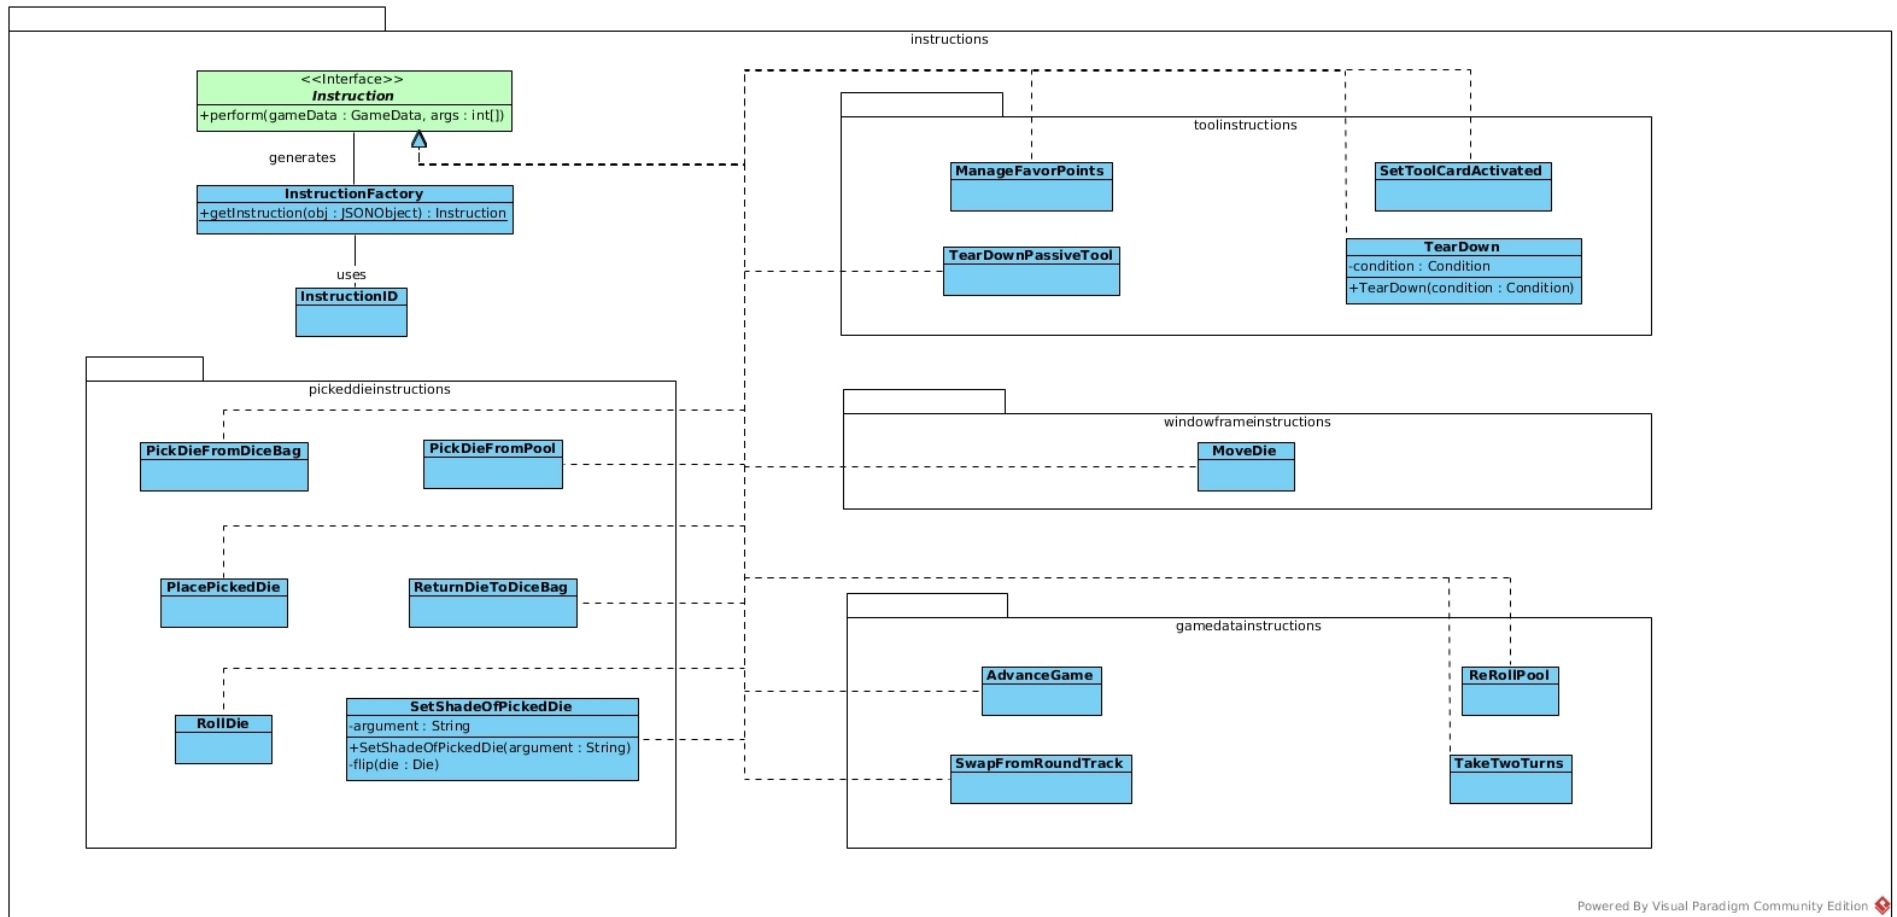 instructions
<<Interface>>
Instruction
+perform(gameData : GameData, args : int[])
generates
InstructionFactory
+getInstruction(obj : JSONObject) : Instruction
uses
InstructionID
toolinstructions
ManageFavorPoints
SetToolCardActivated
TearDownPassiveTool
TearDown
-condition : Condition
+TearDown(condition : Condition)
pickeddieinstructions
PickDieFromDiceBag
PickDieFromPool
PlacePickedDie
ReturnDieToDiceBag
RollDie
SetShadeOfPickedDie
-argument : String
+SetShadeOfPickedDie(argument : String)
-flip(die : Die)
windowframeinstructions
MoveDie
gamedatainstructions
AdvanceGame
ReRollPool
SwapFromRoundTrack
TakeTwoTurns
Powered By Visual Paradigm Community Edition